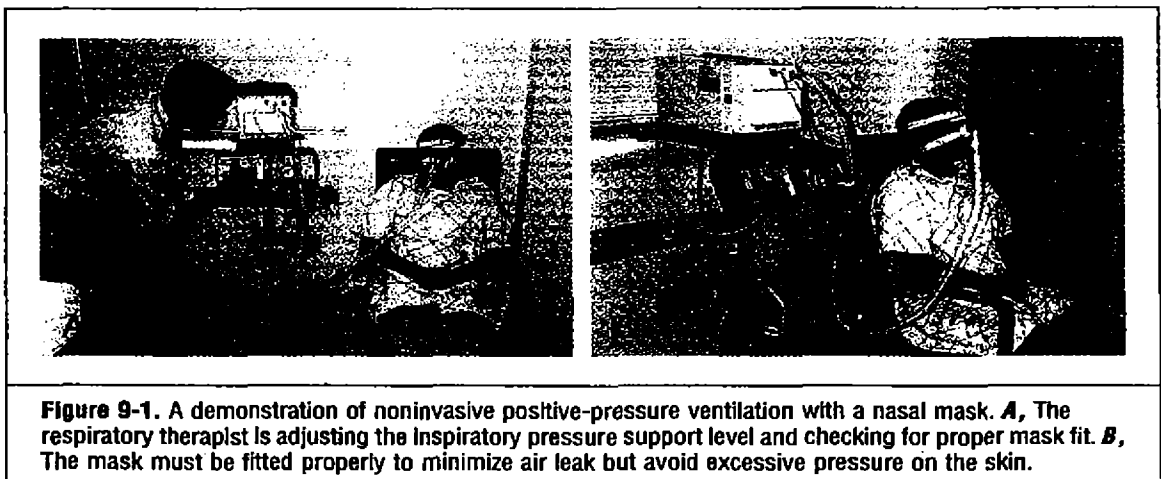 Figure 9-1. A demonstration of noninvasive positive-pressure ventilation with a nasal mask. A, The
respiratory therapist is adjusting the inspiratory pressure support level and checking for proper mask fit. B,
The mask must be fitted properly to minimize air leak but avoid excessive pressure on the skin.